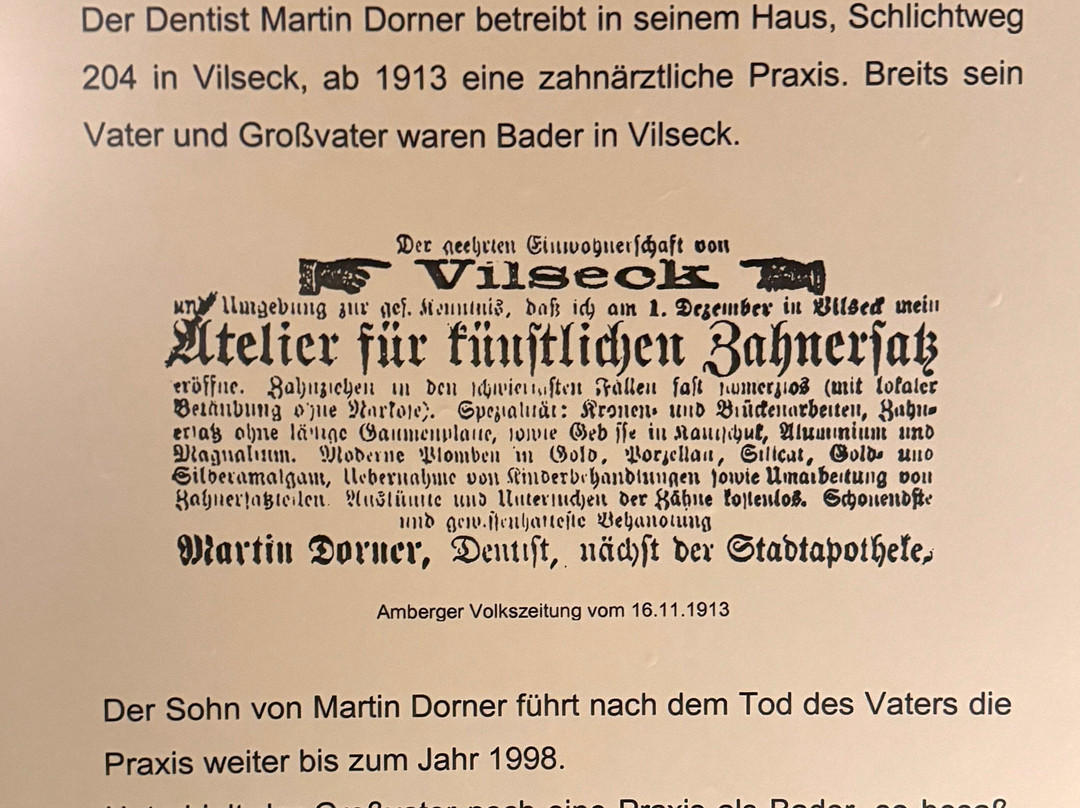 Der Dentist Martin Dorner betreibt in seinem Haus, Schlichtweg
204 in Vilseck, ab 1913 eine zahnärztliche Praxis. Breits sein
Vater und Großvater waren Bader in Vilseck.
Der geehrten Einwohnerschaft von
Vilseck
und Umgebung zur gef. Kenntnis, daß ich am 1. Dezember in Vilseck mein
Atelier für künstlichen Zahnersatz
eröffne. Zahnziehen in den schwierigsten Fällen fast schmerzlos (mit lokaler
Betäubung ohne Narkose). Spezialität: Kronen- und Brückenarbeiten, Zahn-
ersatz ohne lästige Gaumenplatte, sowie Gebisse in Kautschuk, Aluminium und
Magnalium. Moderne Plomben in Gold, Porzellan, Silicat, Gold- und
Silberamalgam, Uebernahme von Kinderbehandlungen sowie Umarbeitung von
Zahnersatzteilen. Auskünfte und Untersuchen der Zähne kostenlos. Schonendste
und gewissenhafteste Behandlung
Martin Dorner, Dentist, nächst der Stadtapotheke,
Amberger Volkszeitung vom 16.11.1913
Der Sohn von Martin Dorner führt nach dem Tod des Vaters die
Praxis weiter bis zum Jahr 1998.